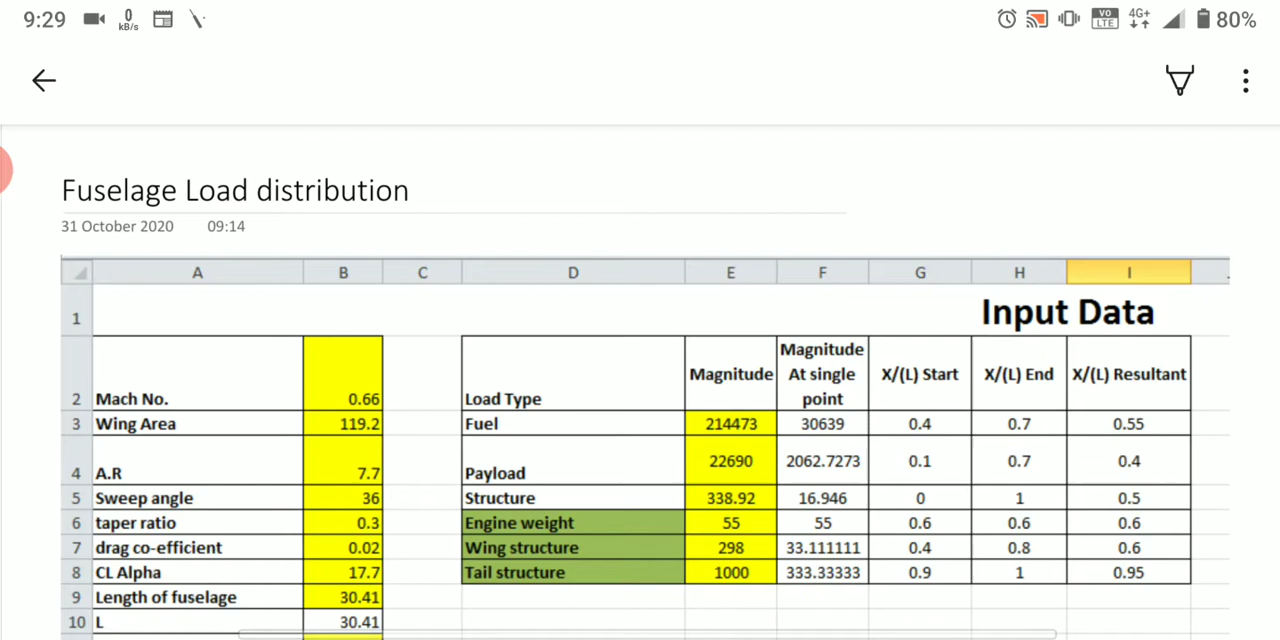 9:29 0 kB/s VO LTE 4G+ 80%
Fuselage Load distribution
31 October 2020 09:14
A B C D E F G H I
1 Input Data
2 Mach No. 0.66 Load Type Magnitude Magnitude At single point X/(L) Start X/(L) End X/(L) Resultant
3 Wing Area 119.2 Fuel 214473 30639 0.4 0.7 0.55
4 A.R 7.7 Payload 22690 2062.7273 0.1 0.7 0.4
5 Sweep angle 36 Structure 338.92 16.946 0 1 0.5
6 taper ratio 0.3 Engine weight 55 55 0.6 0.6 0.6
7 drag co-efficient 0.02 Wing structure 298 33.111111 0.4 0.8 0.6
8 CL Alpha 17.7 Tail structure 1000 333.33333 0.9 1 0.95
9 Length of fuselage 30.41
10 L 30.41